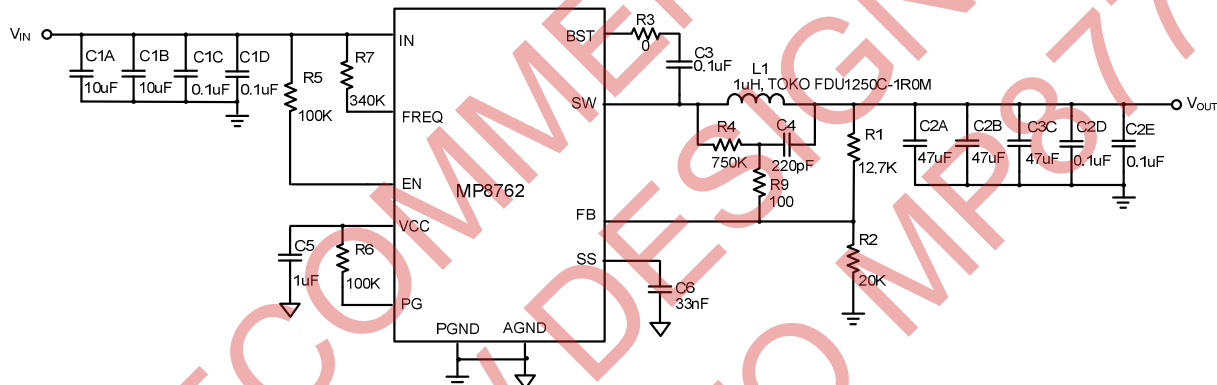 VIN
C1A
10uF
C1B
10uF
C1C
0.1uF
C1D
0.1uF
R5
100K
R7
340K
IN
FREQ
EN
VCC
PG
MP8762
PGND
AGND
BST
SW
FB
SS
C5
1uF
R6
100K
R3
0
C3
0.1uF
L1
1uH, TOKO FDU1250C-1R0M
R4
750K
C4
220pF
R9
100
R1
12.7K
R2
20K
C6
33nF
C2A
47uF
C2B
47uF
C3C
47uF
C2D
0.1uF
C2E
0.1uF
VOUT
DESIGN
MP877